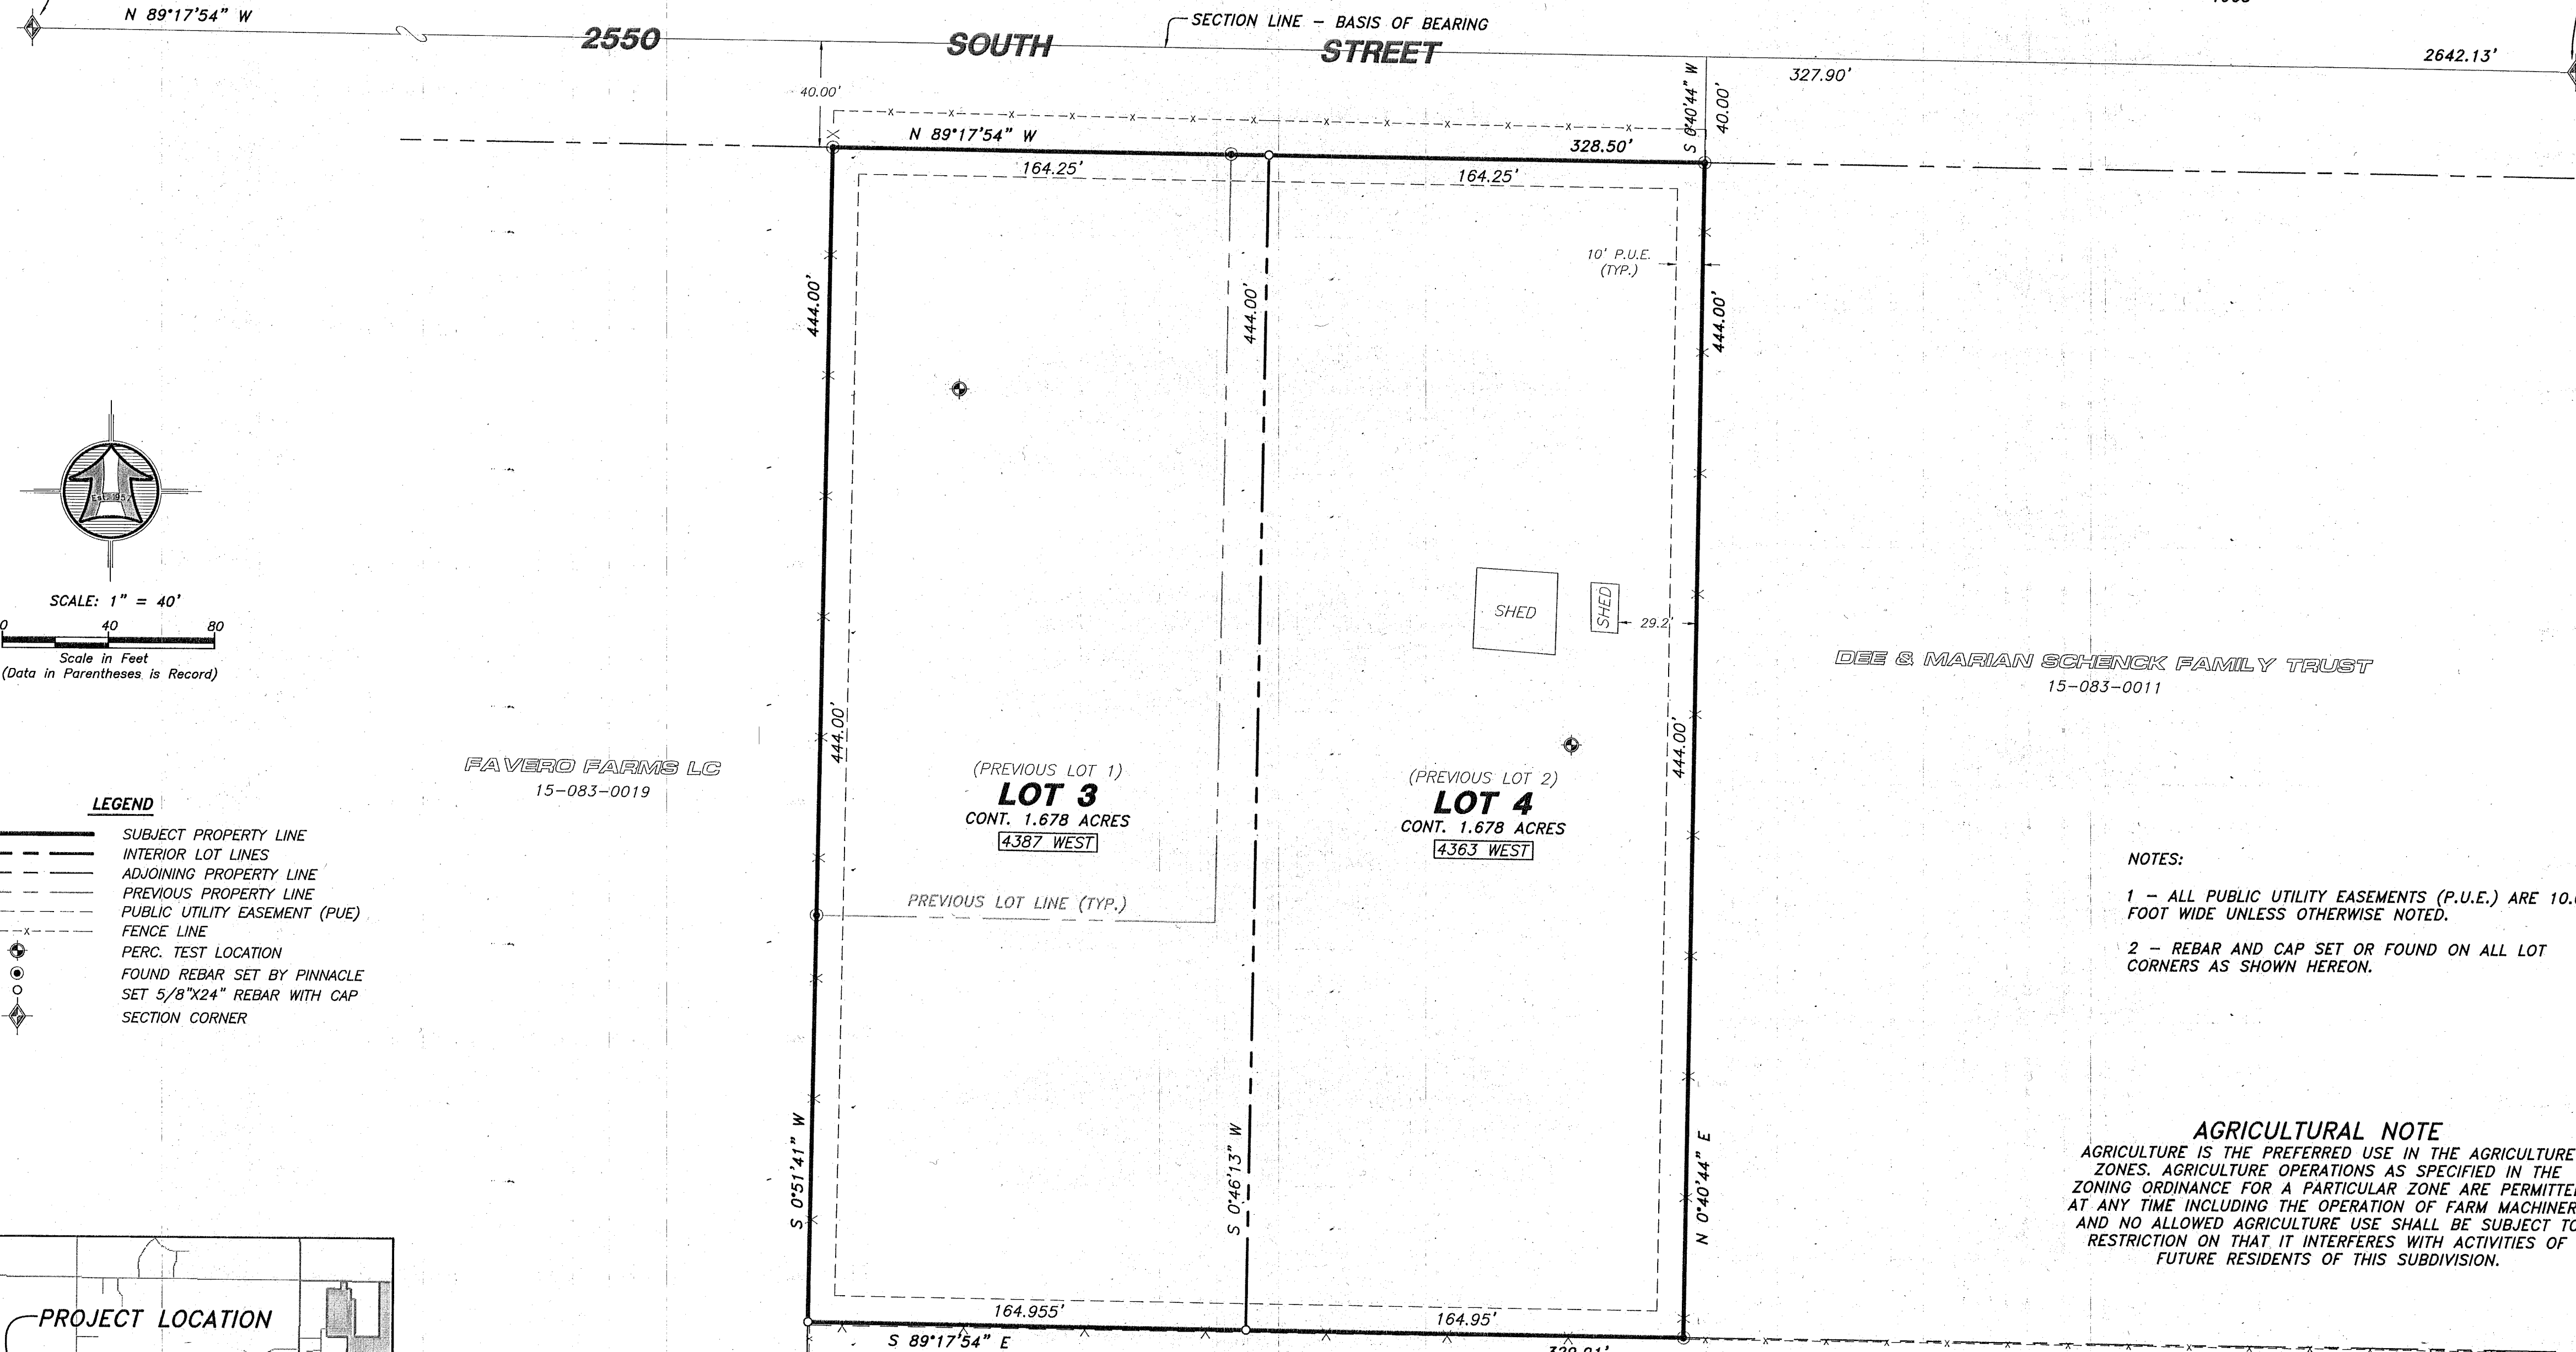 N 89°17'54" W
SECTION LINE - BASIS OF BEARING
2550 SOUTH STREET
2642.13'
327.90'
S 0°40'44" W
40.00'
40.00'
N 89°17'54" W
328.50'
164.25'
164.25'
10' P.U.E.
(TYP.)
444.00'
444.00'
444.00'
Est. 1957
SCALE: 1" = 40'
0 40 80
Scale in Feet
(Data in Parentheses is Record)
SHED
SHED
29.2'
DEE & MARIAN SCHENCK FAMILY TRUST
15-083-0011
444.00'
444.00'
FAVERO FARMS LC
15-083-0019
(PREVIOUS LOT 1)
LOT 3
CONT. 1.678 ACRES
4387 WEST
(PREVIOUS LOT 2)
LOT 4
CONT. 1.678 ACRES
4363 WEST
PREVIOUS LOT LINE (TYP.)
LEGEND
SUBJECT PROPERTY LINE
INTERIOR LOT LINES
ADJOINING PROPERTY LINE
PREVIOUS PROPERTY LINE
PUBLIC UTILITY EASEMENT (PUE)
FENCE LINE
PERC. TEST LOCATION
FOUND REBAR SET BY PINNACLE
SET 5/8"X24" REBAR WITH CAP
SECTION CORNER
NOTES:
1 - ALL PUBLIC UTILITY EASEMENTS (P.U.E.) ARE 10.
FOOT WIDE UNLESS OTHERWISE NOTED.
2 - REBAR AND CAP SET OR FOUND ON ALL LOT
CORNERS AS SHOWN HEREON.
S 0°51'41" W
S 0°46'13" W
N 0°40'44" E
AGRICULTURAL NOTE
AGRICULTURE IS THE PREFERRED USE IN THE AGRICULTURE
ZONES. AGRICULTURE OPERATIONS AS SPECIFIED IN THE
ZONING ORDINANCE FOR A PARTICULAR ZONE ARE PERMITTE
AT ANY TIME INCLUDING THE OPERATION OF FARM MACHINER
AND NO ALLOWED AGRICULTURE USE SHALL BE SUBJECT TO
RESTRICTION ON THAT IT INTERFERES WITH ACTIVITIES OF
FUTURE RESIDENTS OF THIS SUBDIVISION.
PROJECT LOCATION
164.955'
164.95'
S 89°17'54" E